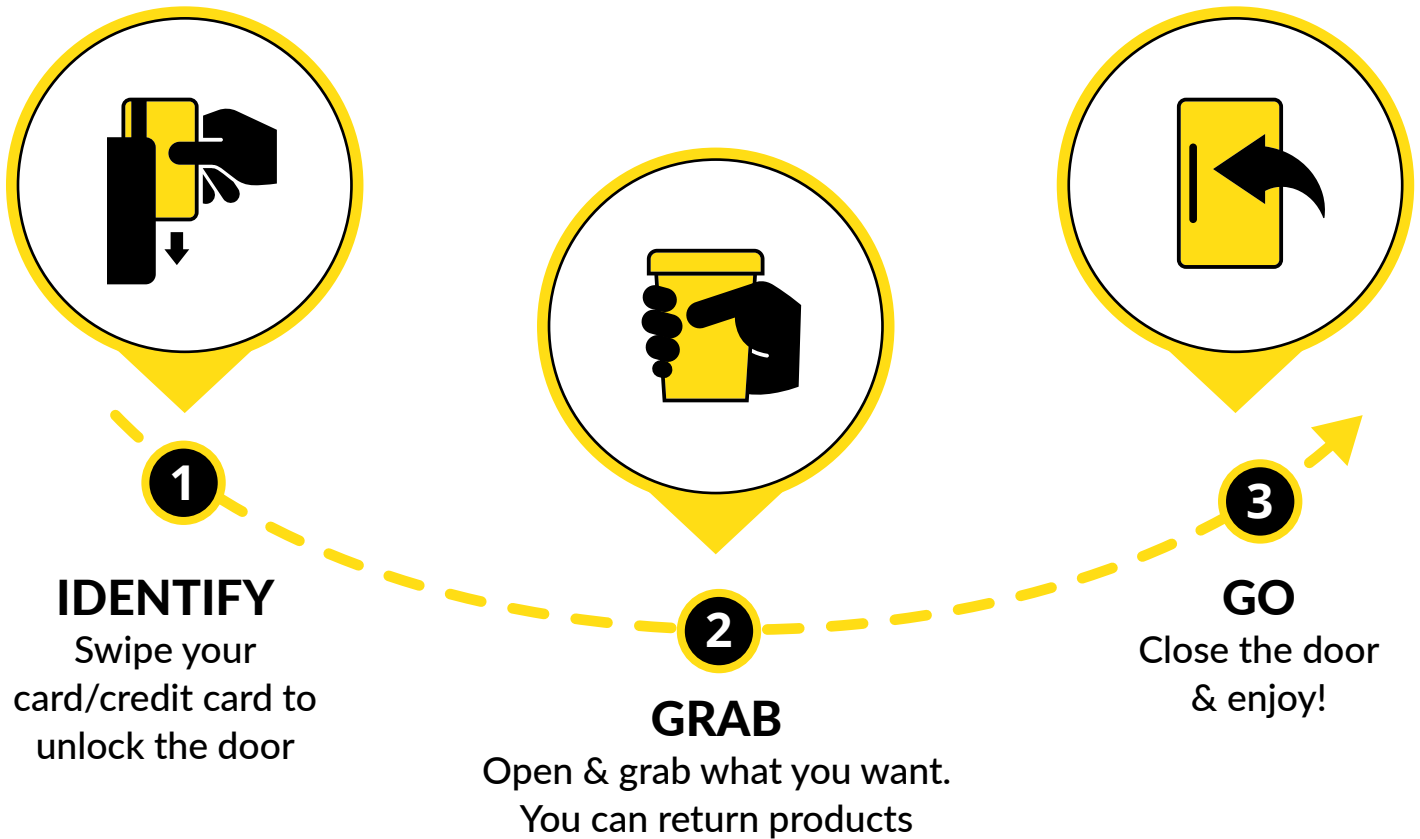 1
IDENTIFY
Swipe your
card/credit card to
unlock the door
2
GRAB
Open & grab what you want.
You can return products
3
GO
Close the door
& enjoy!